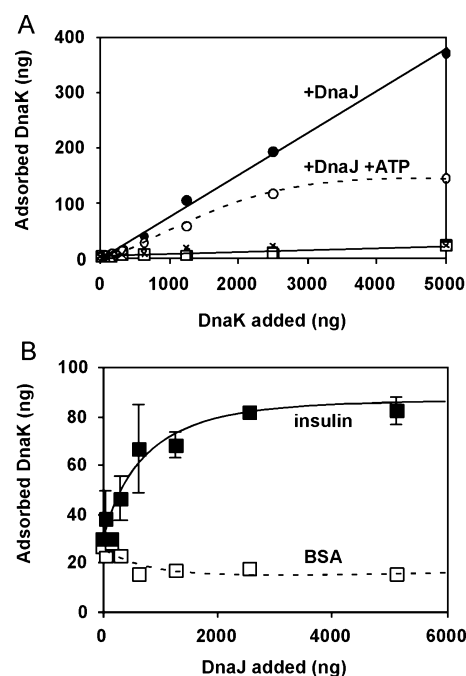 A
Adsorbed DnaK (ng)
400
300
200
100
0
+DnaJ
+DnaJ +ATP
0 1000 2000 3000 4000 5000
DnaK added (ng)
B
Adsorbed DnaK (ng)
100
80
60
40
20
0
insulin
BSA
0 2000 4000 6000
DnaJ added (ng)